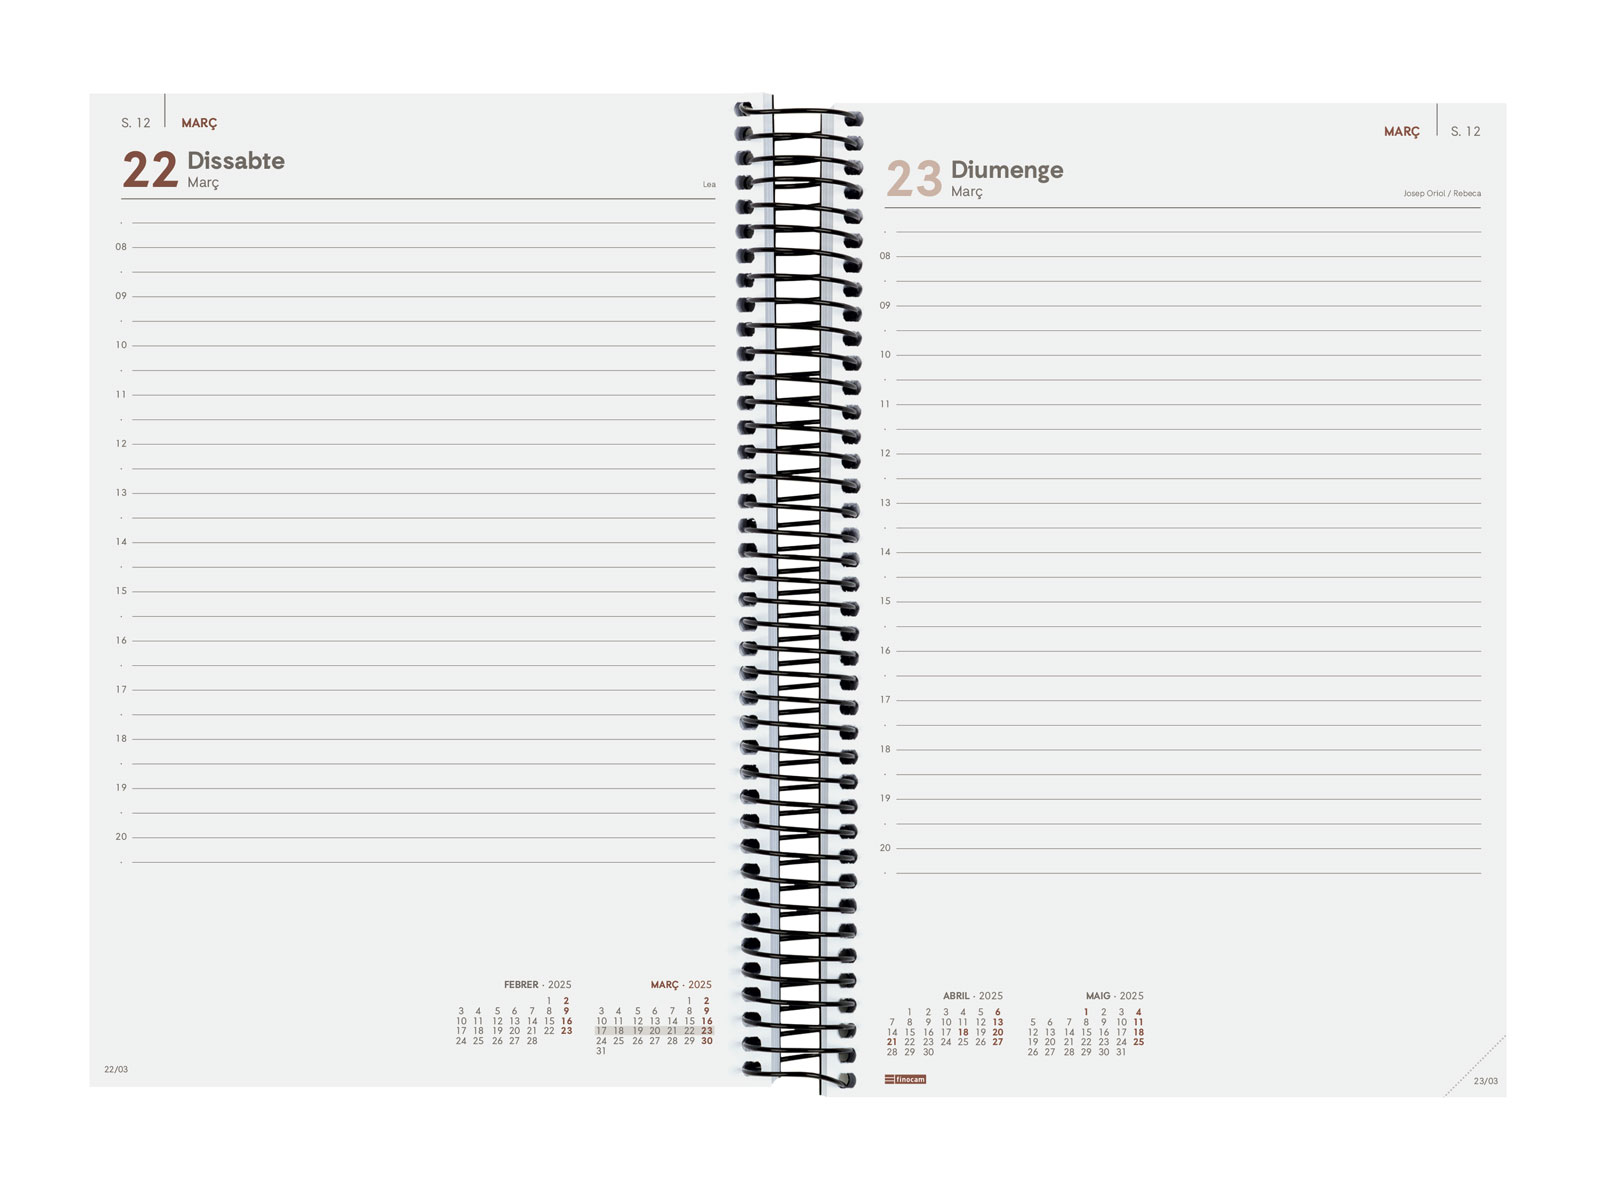 S. 12 MARÇ
22 Dissabte
Març
Lea
.
08
.
09
.
10
.
11
.
12
.
13
.
14
.
15
.
16
.
17
.
18
.
19
.
20
.
FEBRER · 2025
1 2
3 4 5 6 7 8 9
10 11 12 13 14 15 16
17 18 19 20 21 22 23
24 25 26 27 28
MARÇ · 2025
1 2
3 4 5 6 7 8 9
10 11 12 13 14 15 16
17 18 19 20 21 22 23
24 25 26 27 28 29 30
31
22/03
MARÇ S. 12
23 Diumenge
Març
Josep Oriol / Rebeca
.
08
.
09
.
10
.
11
.
12
.
13
.
14
.
15
.
16
.
17
.
18
.
19
.
20
.
ABRIL · 2025
1 2 3 4 5 6
7 8 9 10 11 12 13
14 15 16 17 18 19 20
21 22 23 24 25 26 27
28 29 30
MAIG · 2025
1 2 3 4
5 6 7 8 9 10 11
12 13 14 15 16 17 18
19 20 21 22 23 24 25
26 27 28 29 30 31
finocam
23/03